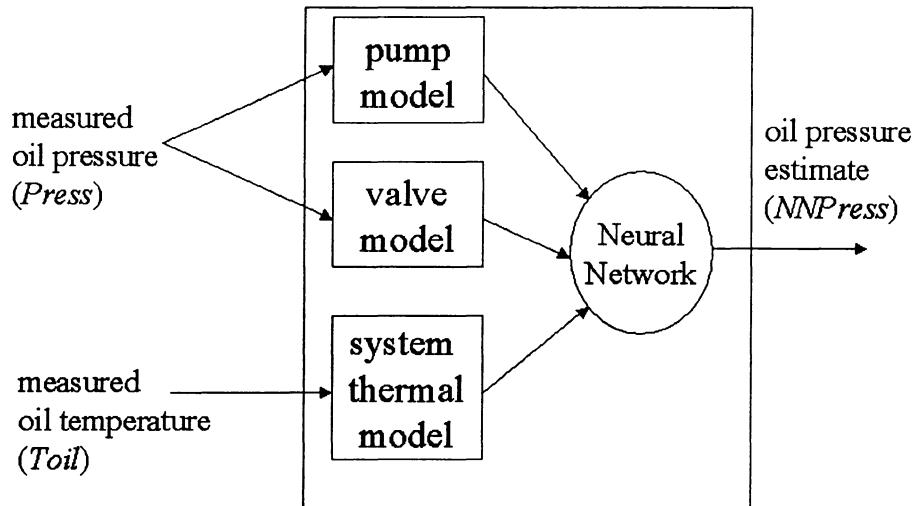 pump
model
measured
oil pressure
(Press)
valve
model
oil pressure
estimate
(NNPress)
Neural
Network
system
thermal
model
measured
oil temperature
(Toil)